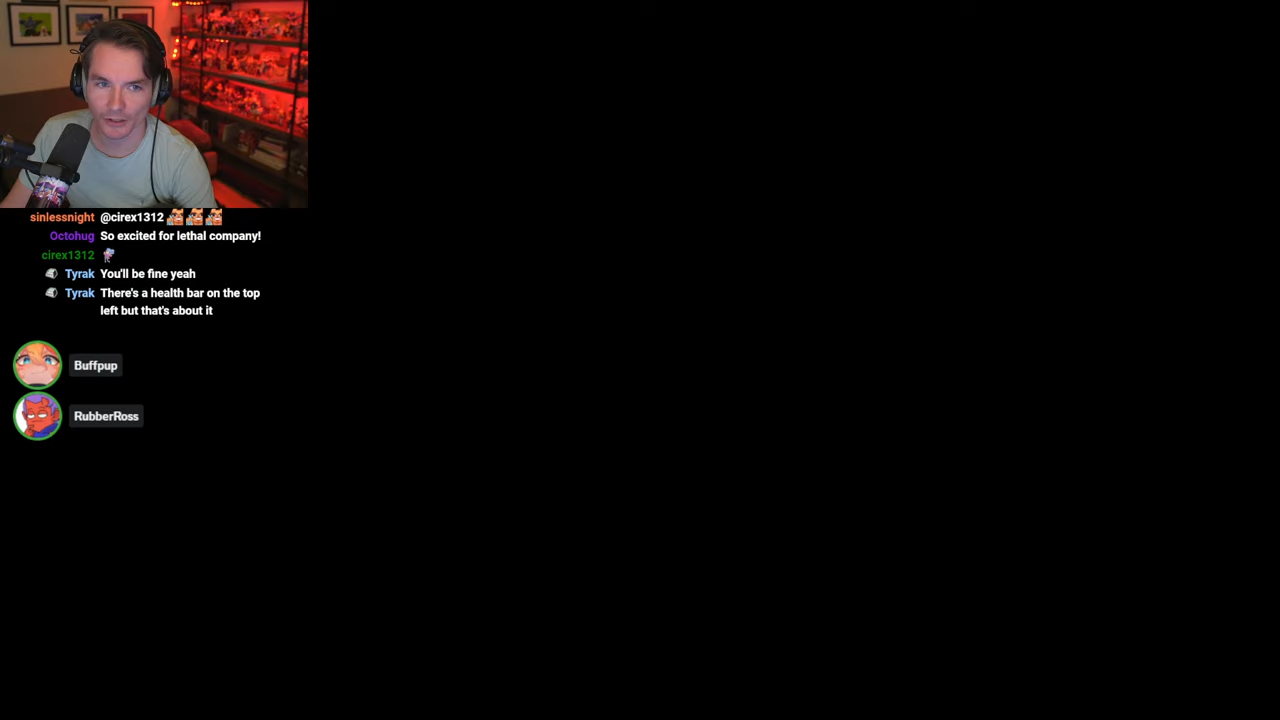 sinlessnight @cirex1312
Octohug So excited for lethal company!
cirex1312
Tyrak You'll be fine yeah
Tyrak There's a health bar on the top
left but that's about it
Buffpup
RubberRoss